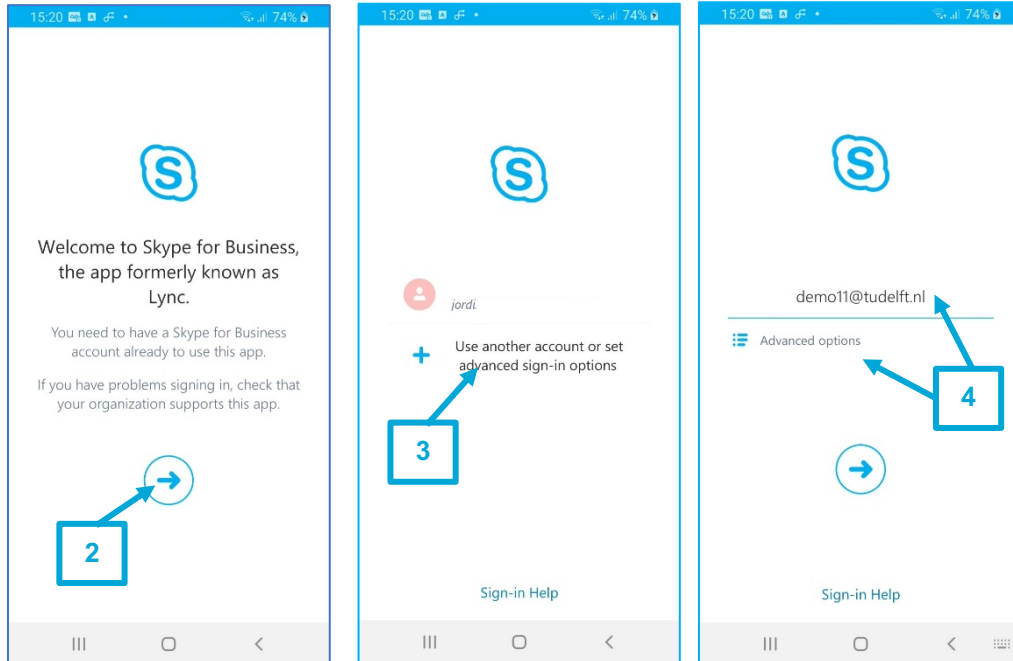 15:20
74%
Welcome to Skype for Business,
the app formerly known as
Lync.
You need to have a Skype for Business
account already to use this app.
If you have problems signing in, check that
your organization supports this app.
2
15:20
74%
jordi
Use another account or set
advanced sign-in options
3
Sign-in Help
15:20
74%
demo11@tudelft.nl
Advanced options
4
Sign-in Help